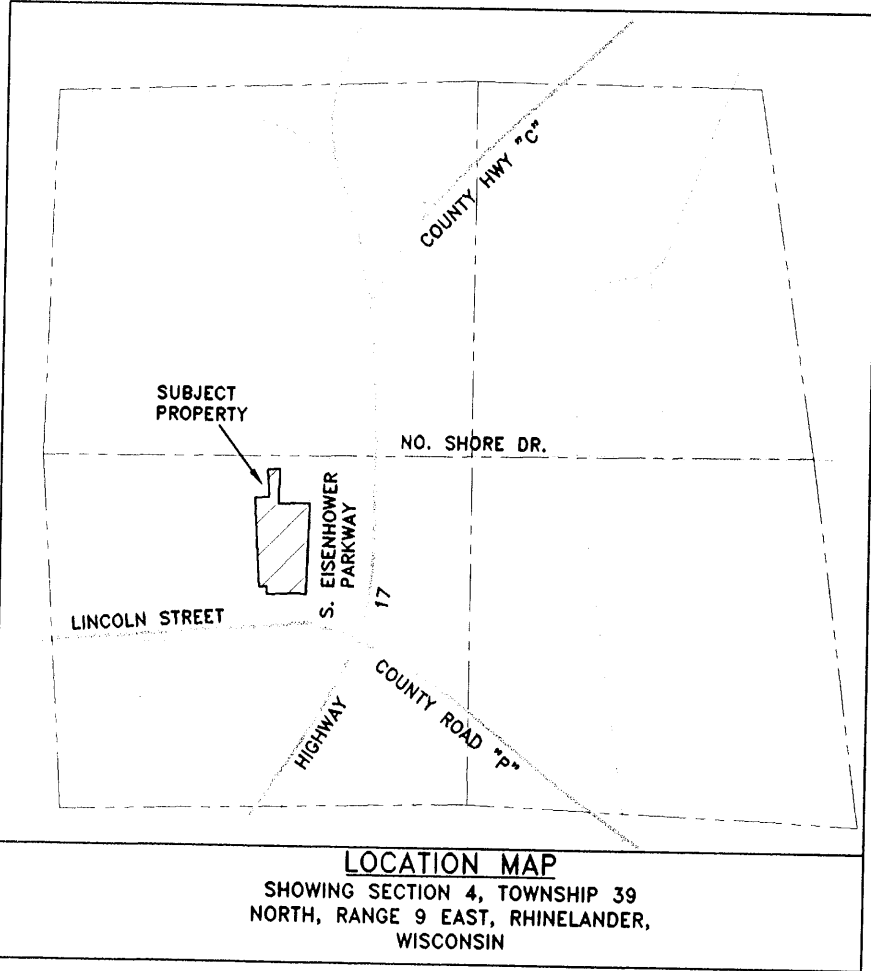 COUNTY HWY "C"
SUBJECT
PROPERTY
NO. SHORE DR.
S. EISENHOWER
PARKWAY
17
LINCOLN STREET
COUNTY ROAD "P"
HIGHWAY
LOCATION MAP
SHOWING SECTION 4, TOWNSHIP 39
NORTH, RANGE 9 EAST, RHINELANDER,
WISCONSIN